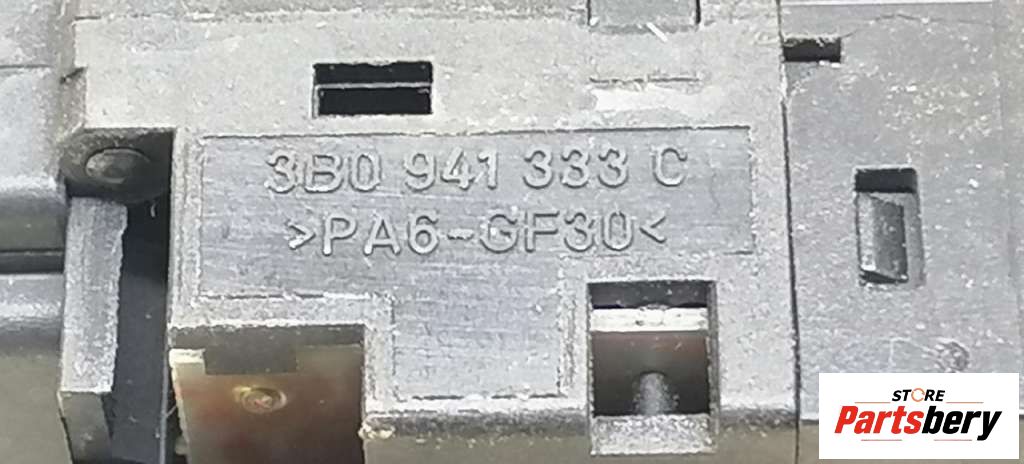 3B0 941 333 C
>PA6-GF30<
STORE
Partsbery